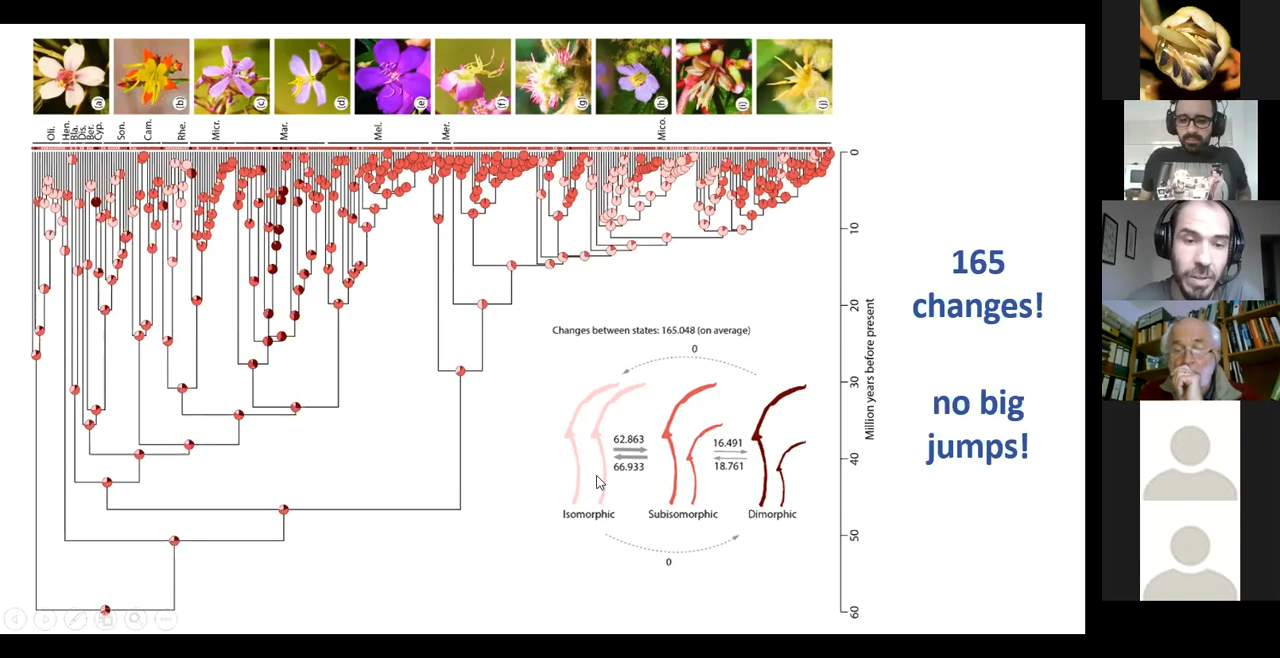 (a) (b) (c) (d) (e) (f) (g) (h) (i) (j)
Oli. Hen. Bla. Dis. Ber. Cyp. Son. Cam. Rhe. Micr. Mar. Mel. Mer. Mico.
0
10
20
30
40
50
60
Million years before present
Changes between states: 165.048 (on average)
0
62.863
66.933
16.491
18.761
Isomorphic Subisomorphic Dimorphic
0
165
changes!
no big
jumps!